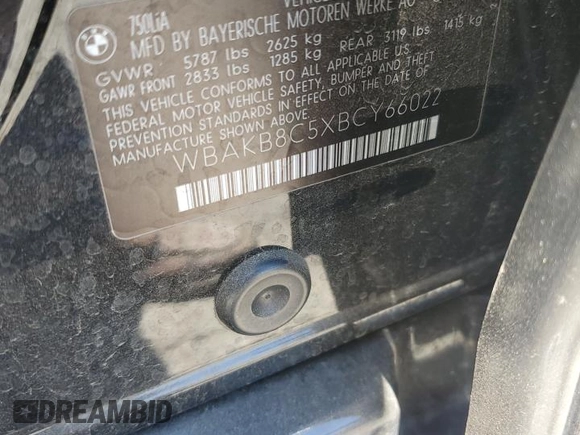 BMW
750LiA
VEHICL
MFD BY BAYERISCHE MOTOREN WERKE AG
GVWR 5787 lbs 2625 kg
GAWR FRONT 2833 lbs 1285 kg REAR 3119 lbs 1415 kg
THIS VEHICLE CONFORMS TO ALL APPLICABLE
FEDERAL MOTOR VEHICLE SAFETY, BUMPER AND THEFT
PREVENTION STANDARDS IN EFFECT ON THE DATE OF
MANUFACTURE SHOWN ABOVE
WBAKB8C5XBCY66022
DREAMBID